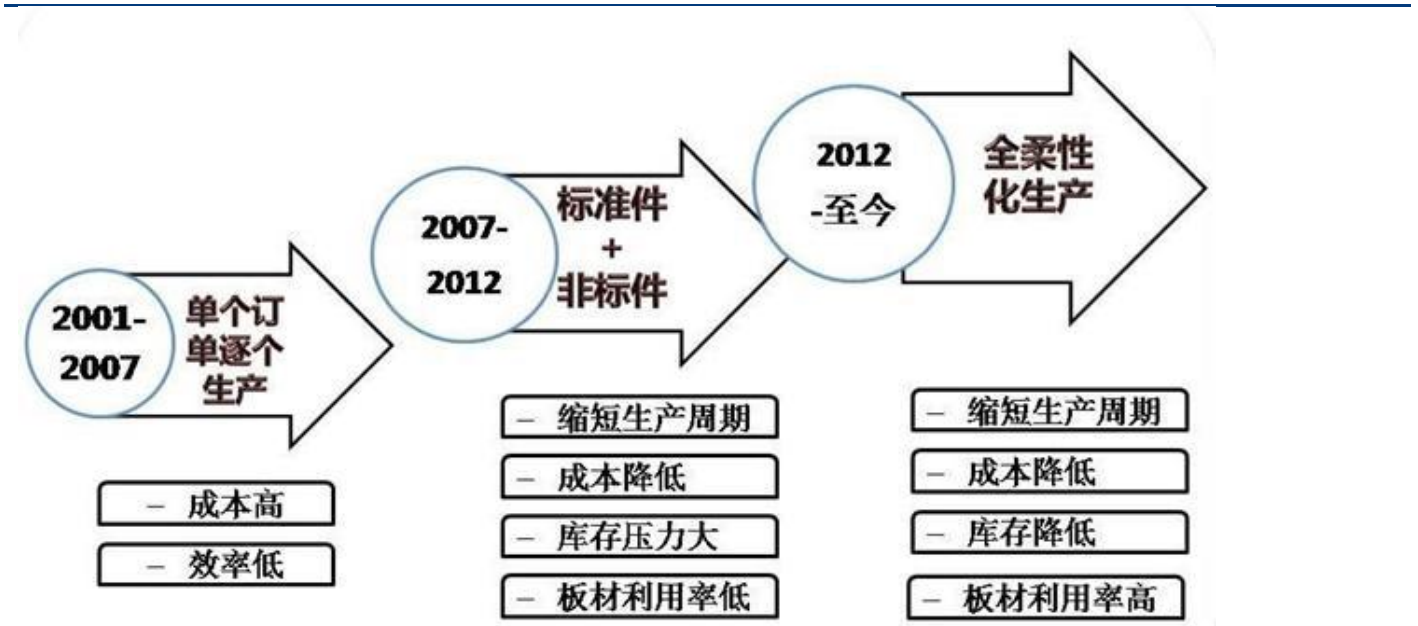 2001-
2007
单个订
单逐个
生产
– 成本高
– 效率低
2007-
2012
标准件
+
非标件
– 缩短生产周期
– 成本降低
– 库存压力大
– 板材利用率低
2012
-至今
全柔性
化生产
– 缩短生产周期
– 成本降低
– 库存降低
– 板材利用率高